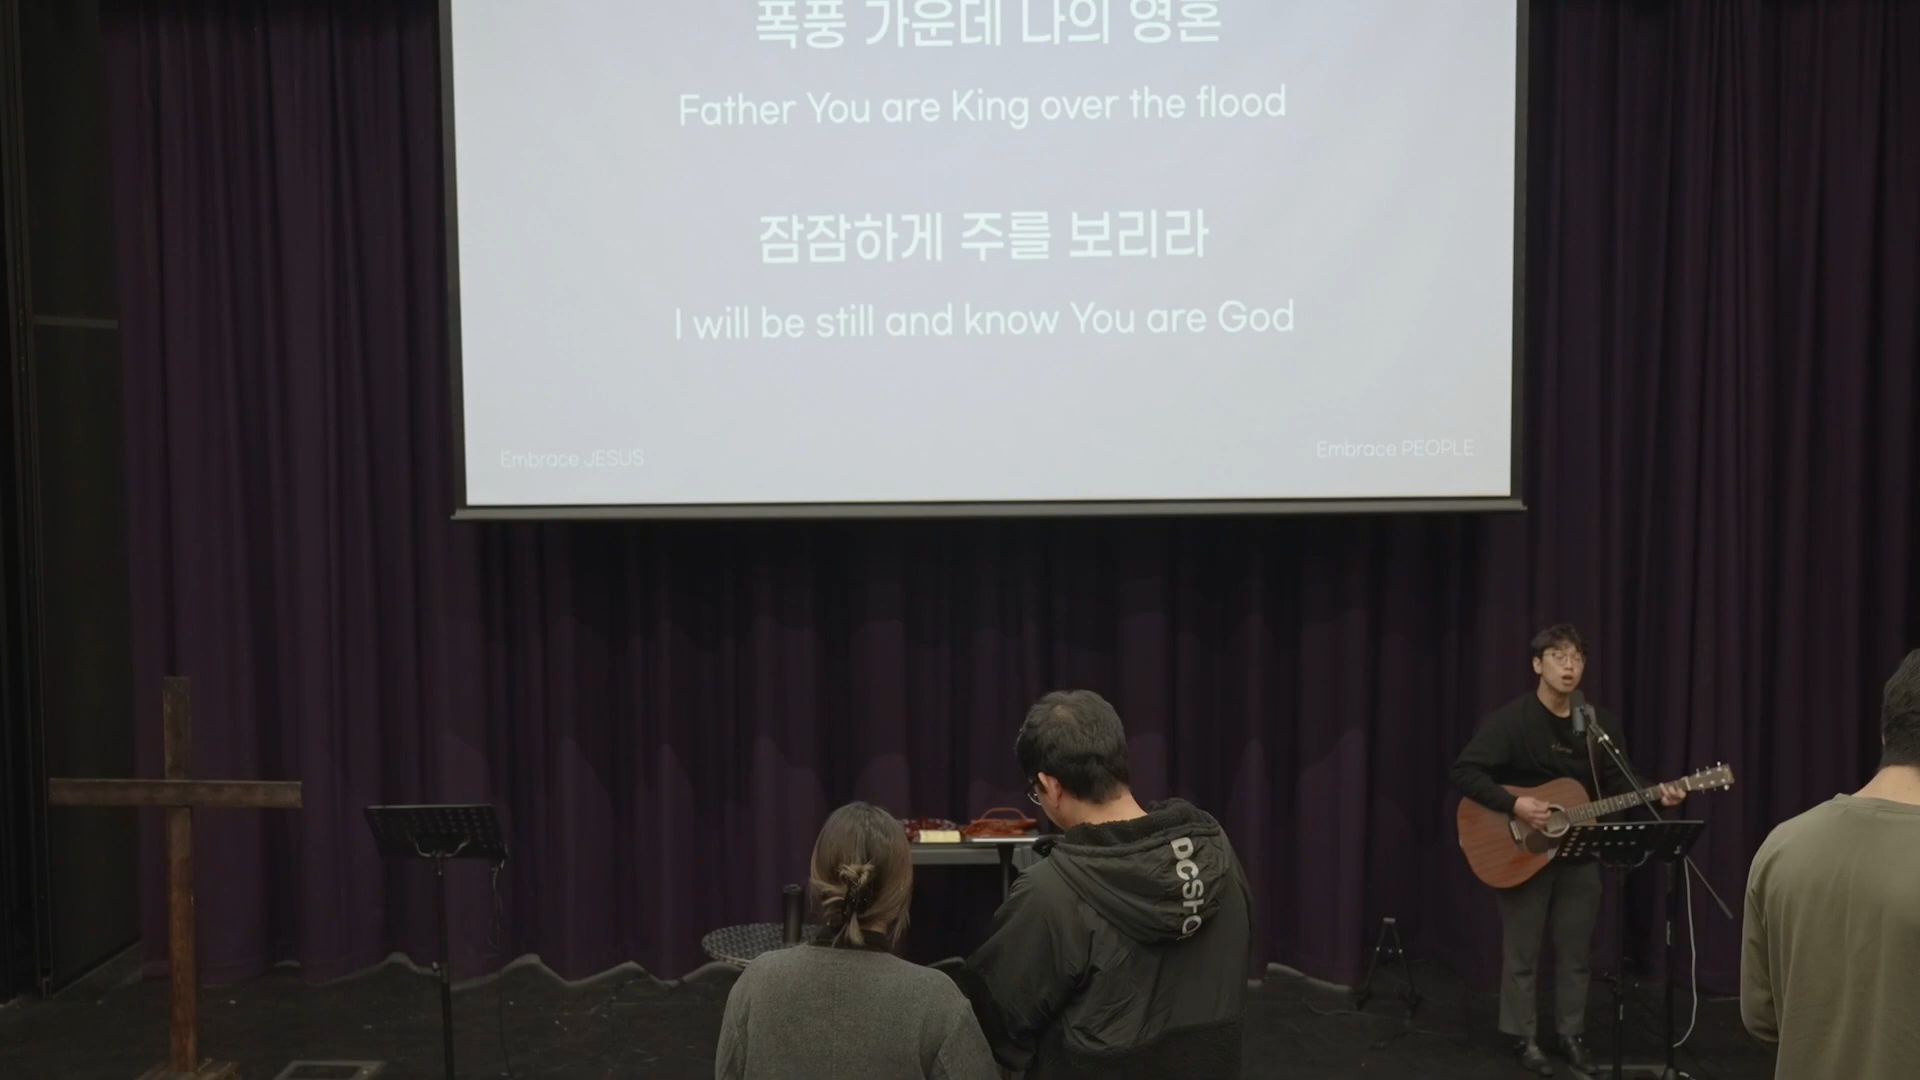 폭풍 가운데 나의 영혼
Father You are King over the flood
잠잠하게 주를 보리라
I will be still and know You are God
Embrace JESUS
Embrace PEOPLE